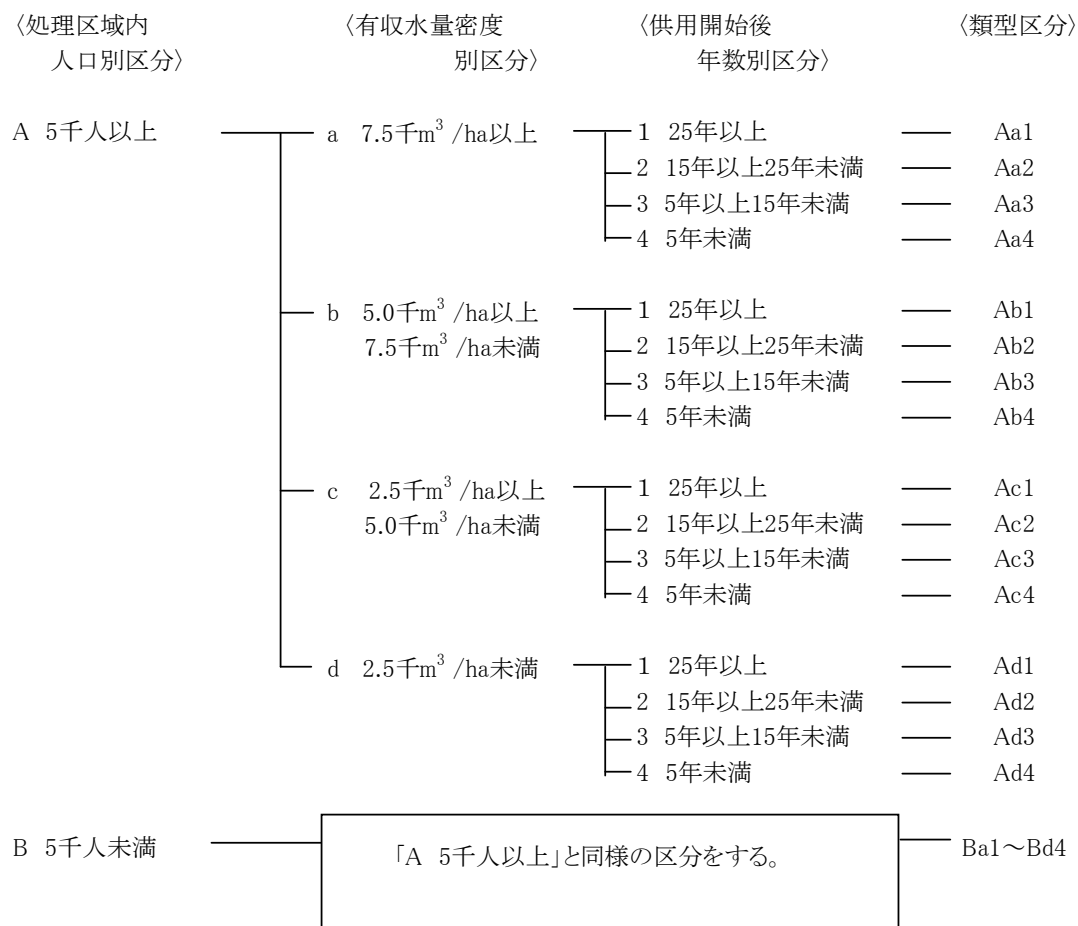 〈処理区域内 〈有収水量密度 〈供用開始後 〈類型区分〉
人口別区分〉 別区分〉 年数別区分〉
A 5千人以上 a 7.5千m³/ha以上 1 25年以上 Aa1
2 15年以上25年未満 Aa2
3 5年以上15年未満 Aa3
4 5年未満 Aa4
b 5.0千m³/ha以上 1 25年以上 Ab1
7.5千m³/ha未満 2 15年以上25年未満 Ab2
3 5年以上15年未満 Ab3
4 5年未満 Ab4
c 2.5千m³/ha以上 1 25年以上 Ac1
5.0千m³/ha未満 2 15年以上25年未満 Ac2
3 5年以上15年未満 Ac3
4 5年未満 Ac4
d 2.5千m³/ha未満 1 25年以上 Ad1
2 15年以上25年未満 Ad2
3 5年以上15年未満 Ad3
4 5年未満 Ad4
B 5千人未満 「A 5千人以上」と同様の区分をする。 Ba1～Bd4